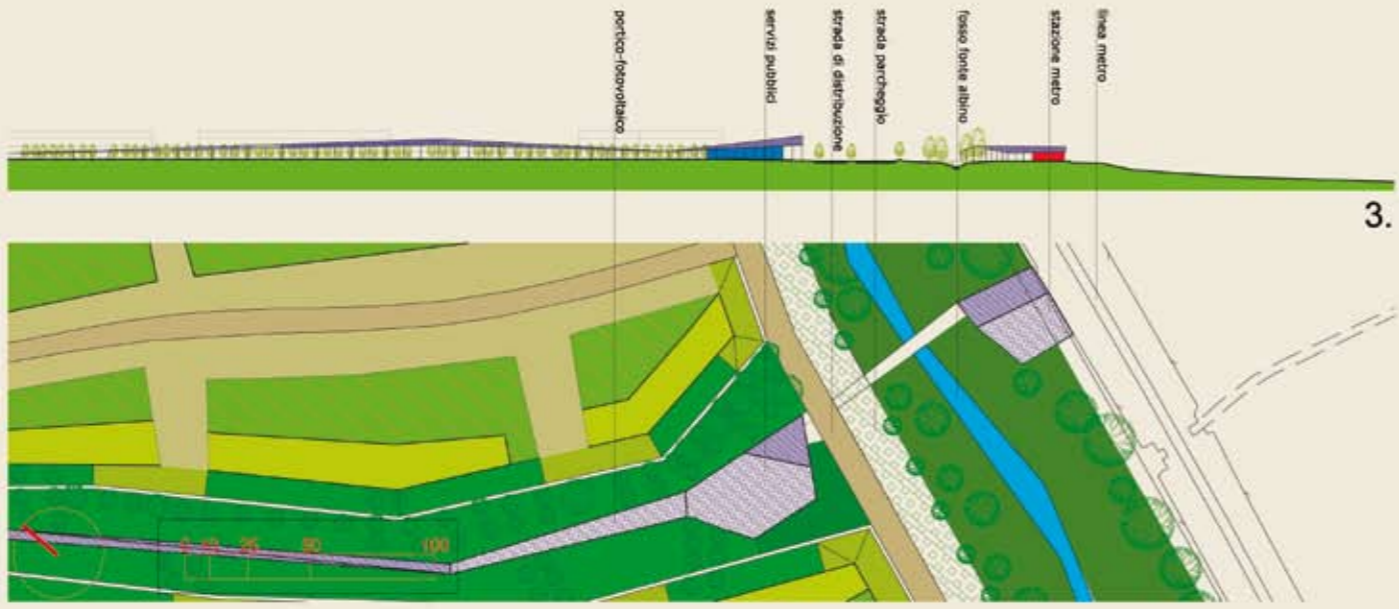 portico-fotovoltaico
servizi pubblici
strada di distribuzione
strada parcheggio
fosso fonte albino
stazione metro
linea metro
3.
0 10 25 50 100